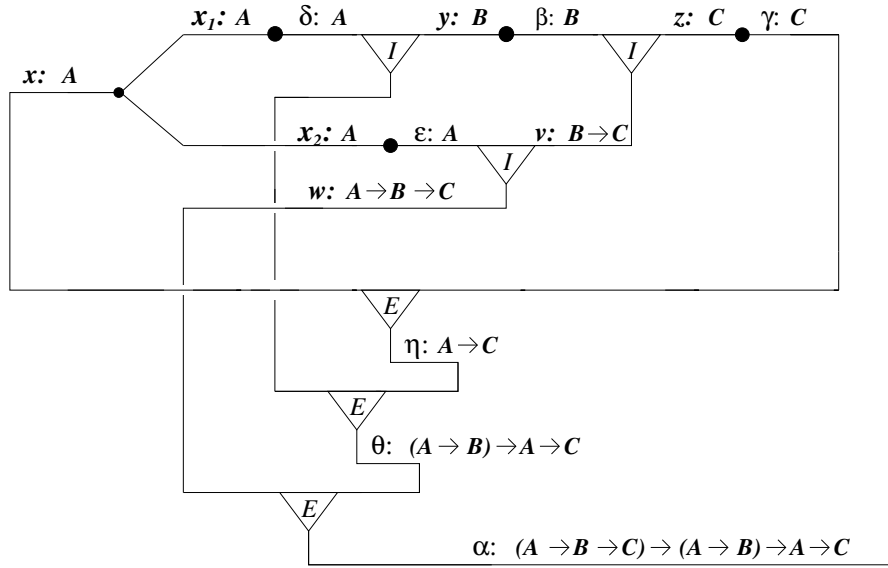 x₁: A δ: A y: B β: B z: C γ: C
I I
x: A
x₂: A ε: A v: B→C
I
w: A→B→C
E
η: A→C
E
θ: (A→B)→A→C
E
α: (A→B→C)→(A→B)→A→C